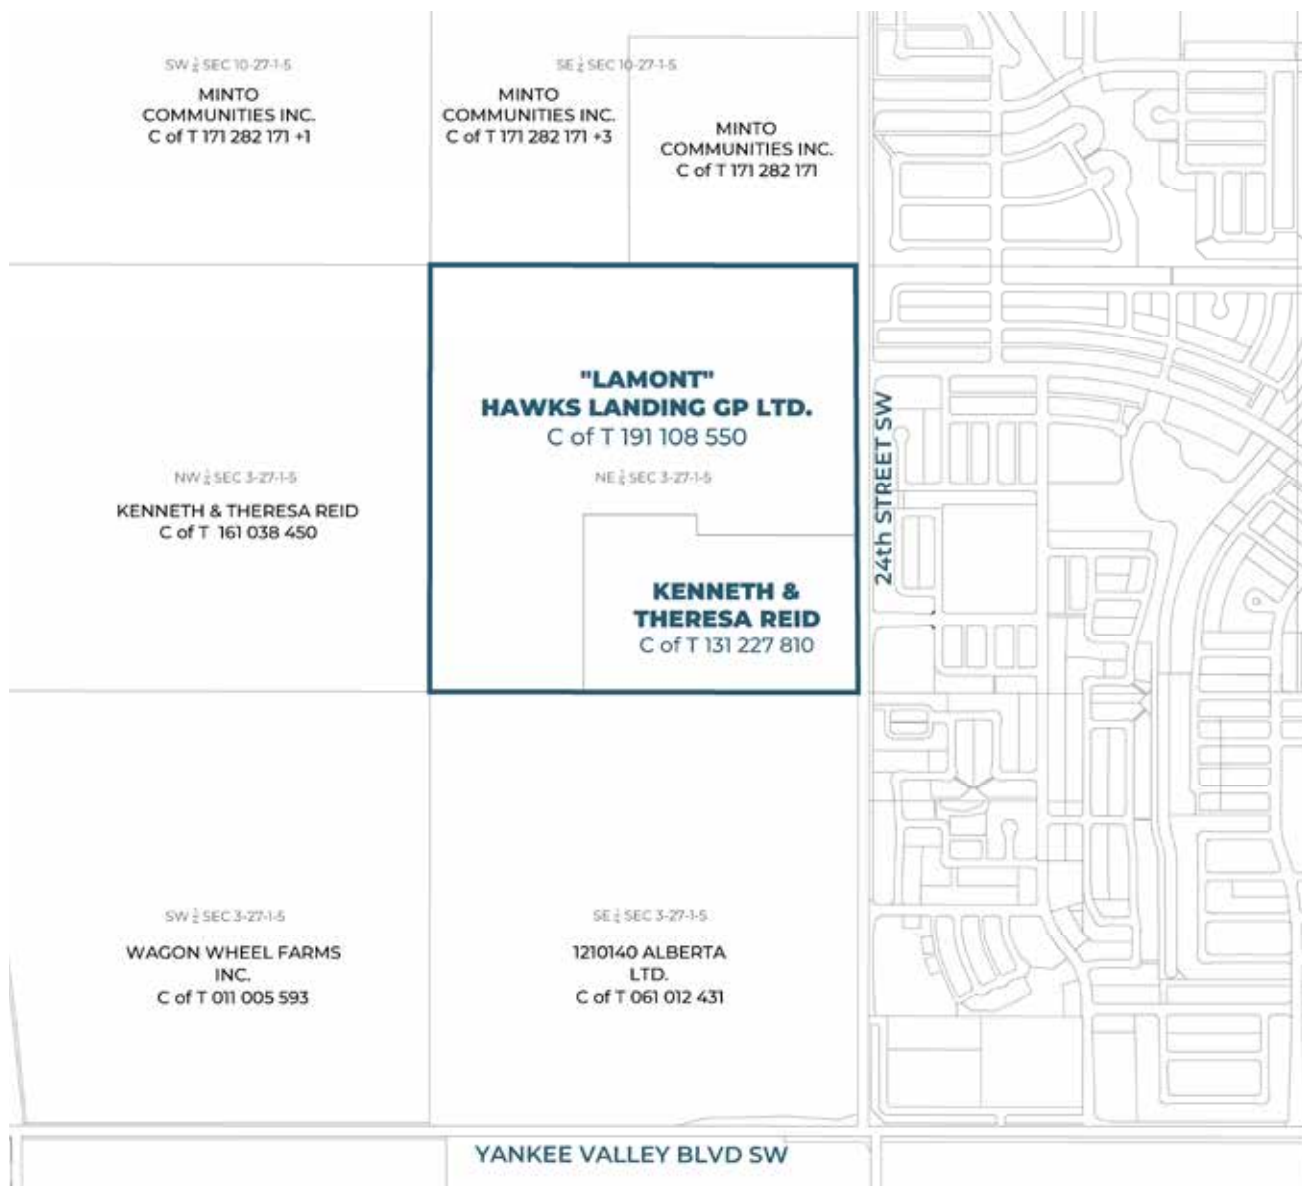 SW ¼ SEC 10-27-1-5
MINTO
COMMUNITIES INC.
C of T 171 282 171 +1
SE ¼ SEC 10-27-1-5
MINTO
COMMUNITIES INC.
C of T 171 282 171 +3
MINTO
COMMUNITIES INC.
C of T 171 282 171
"LAMONT"
HAWKS LANDING GP LTD.
C of T 191 108 550
NE ¼ SEC 3-27-1-5
NW ¼ SEC 3-27-1-5
KENNETH & THERESA REID
C of T 161 038 450
KENNETH &
THERESA REID
C of T 131 227 810
24th STREET SW
SW ¼ SEC 3-27-1-5
WAGON WHEEL FARMS
INC.
C of T 011 005 593
SE ¼ SEC 3-27-1-5
1210140 ALBERTA
LTD.
C of T 061 012 431
YANKEE VALLEY BLVD SW